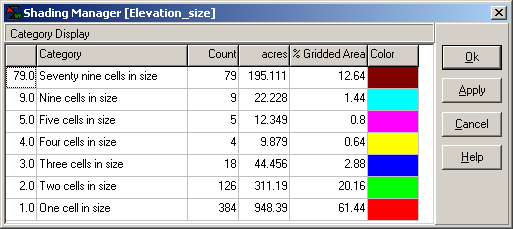 Shading Manager [Elevation_size]
Category Display
Category Count acres % Gridded Area Color
79.0 Seventy nine cells in size 79 195.111 12.64
9.0 Nine cells in size 9 22.228 1.44
5.0 Five cells in size 5 12.349 0.8
4.0 Four cells in size 4 9.879 0.64
3.0 Three cells in size 18 44.456 2.88
2.0 Two cells in size 126 311.19 20.16
1.0 One cell in size 384 948.39 61.44
Ok
Apply
Cancel
Help